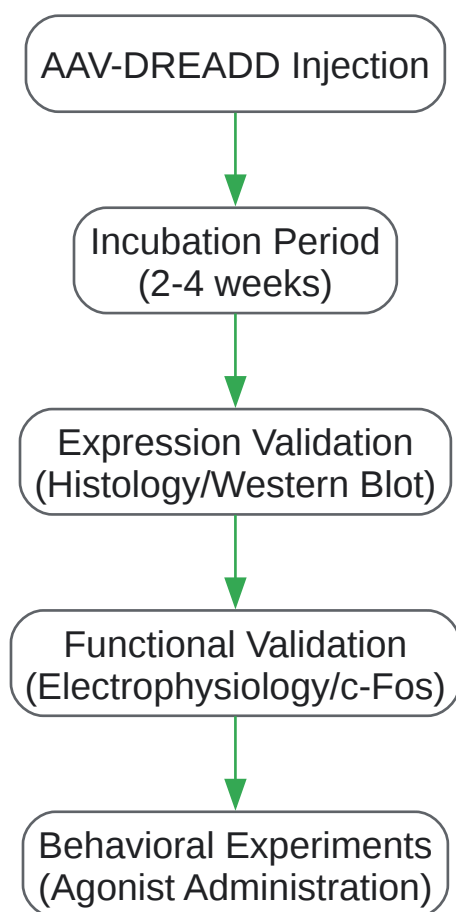 AAV-DREADD Injection
Incubation Period
(2-4 weeks)
Expression Validation
(Histology/Western Blot)
Functional Validation
(Electrophysiology/c-Fos)
Behavioral Experiments
(Agonist Administration)